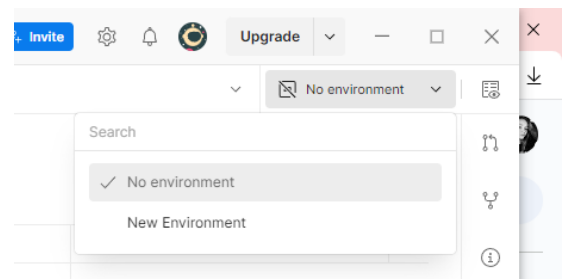 Invite
Upgrade
No environment
Search
No environment
New Environment